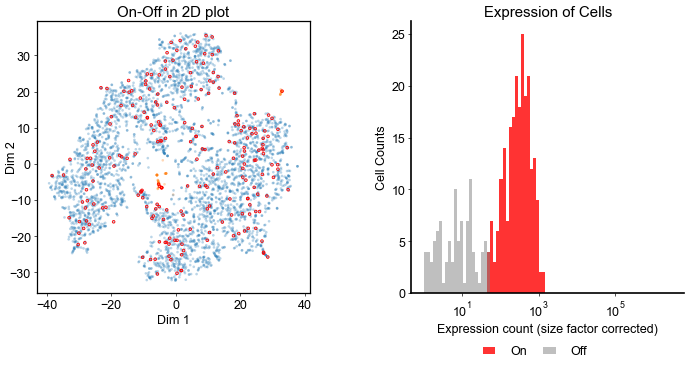 On-Off in 2D plot
Dim 2
30
20
10
0
−10
−20
−30
−40
−20
0
20
40
Dim 1
Expression of Cells
Cell Counts
25
20
15
10
5
0
10^1
10^3
10^5
Expression count (size factor corrected)
On
Off